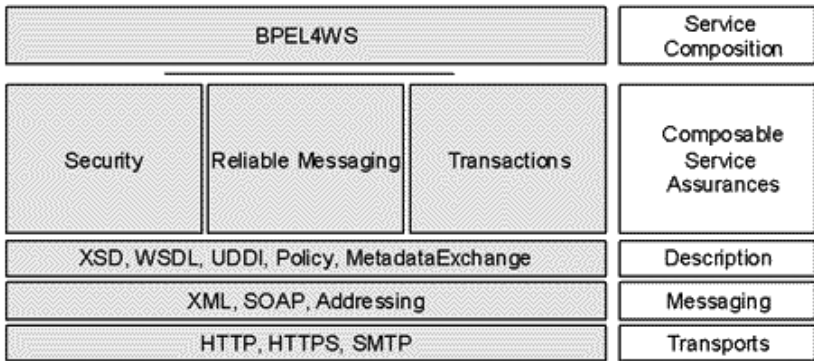 BPEL4WS
Service
Composition
Security
Reliable Messaging
Transactions
Composable
Service
Assurances
XSD, WSDL, UDDI, Policy, MetadataExchange
Description
XML, SOAP, Addressing
Messaging
HTTP, HTTPS, SMTP
Transports